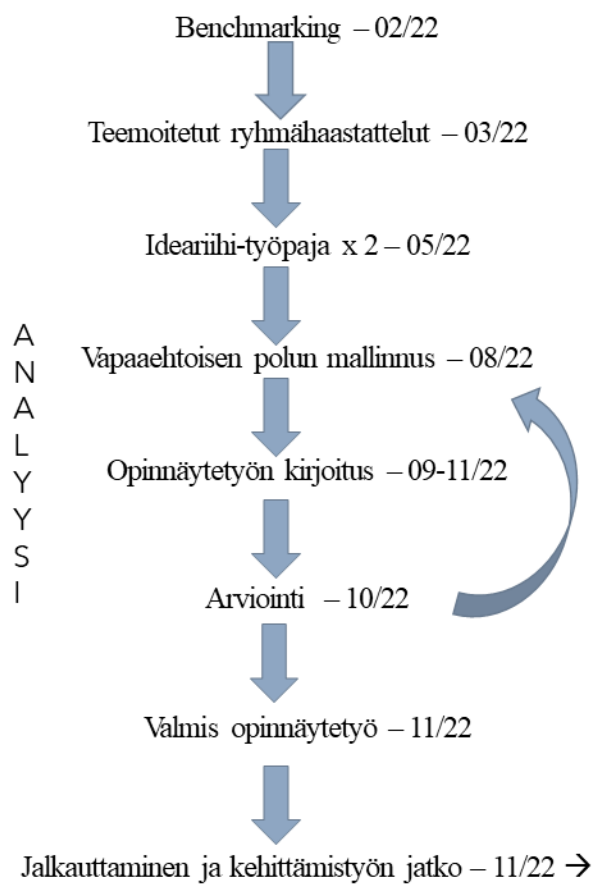 Benchmarking – 02/22
Teemoitetut ryhmähaastattelut – 03/22
Ideariihi-työpaja x 2 – 05/22
Vapaaehtoisen polun mallinnus – 08/22
Opinnäytetyön kirjoitus – 09-11/22
Arviointi – 10/22
Valmis opinnäytetyö – 11/22
Jalkauttaminen ja kehittämistyön jatko – 11/22 →
ANALYYSI